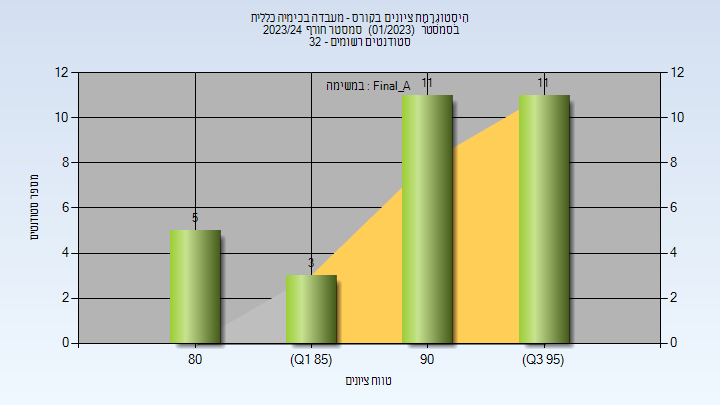 הִיסְטוֹגְרָמַת ציונים בקורס - מעבדה בכימיה כללית
בסמסטר (01/2023) סמסטר חורף 2023/24
סטודנטים רשומים - 32
במשימה : Final_A
12 12
10 10
8 8
6 6
4 4
2 2
0 0
5 3 11 11
80 (Q1 85) 90 (Q3 95)
מספר סטודנטים
טווח ציונים